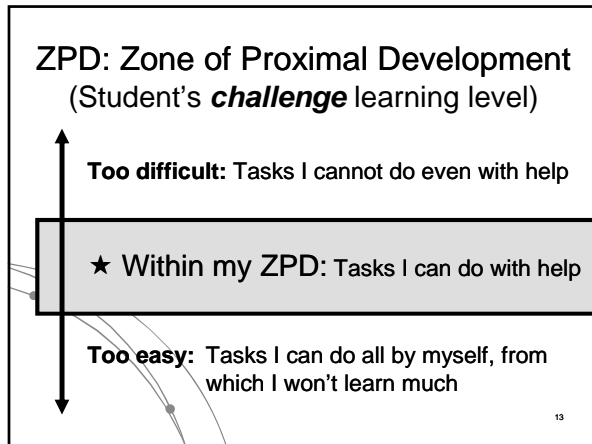 ZPD: Zone of Proximal Development
(Student's challenge learning level)
Too difficult: Tasks I cannot do even with help
★ Within my ZPD: Tasks I can do with help
Too easy: Tasks I can do all by myself, from
which I won't learn much
13